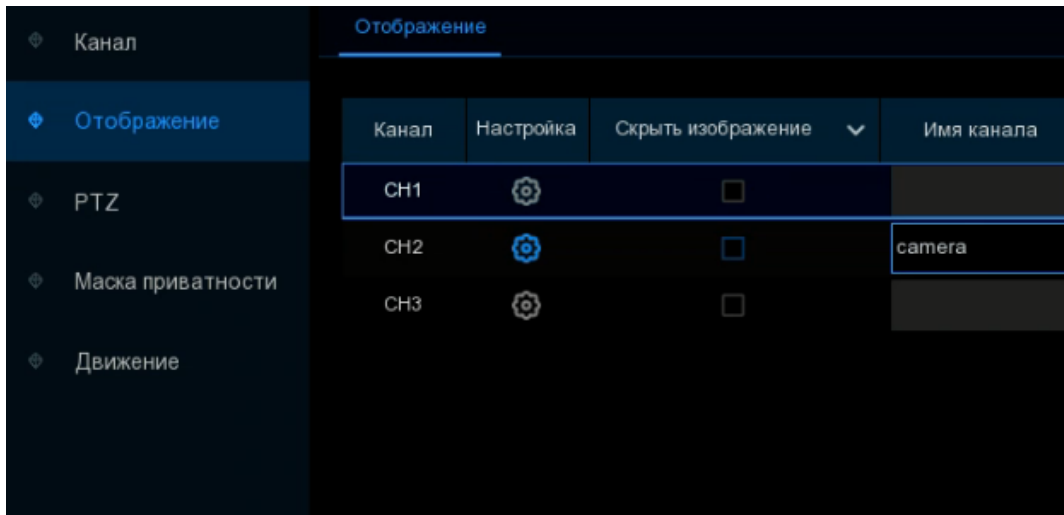 Канал
Отображение
PTZ
Маска приватности
Движение
Отображение
Канал Настройка Скрыть изображение Имя канала
CH1
CH2 camera
CH3